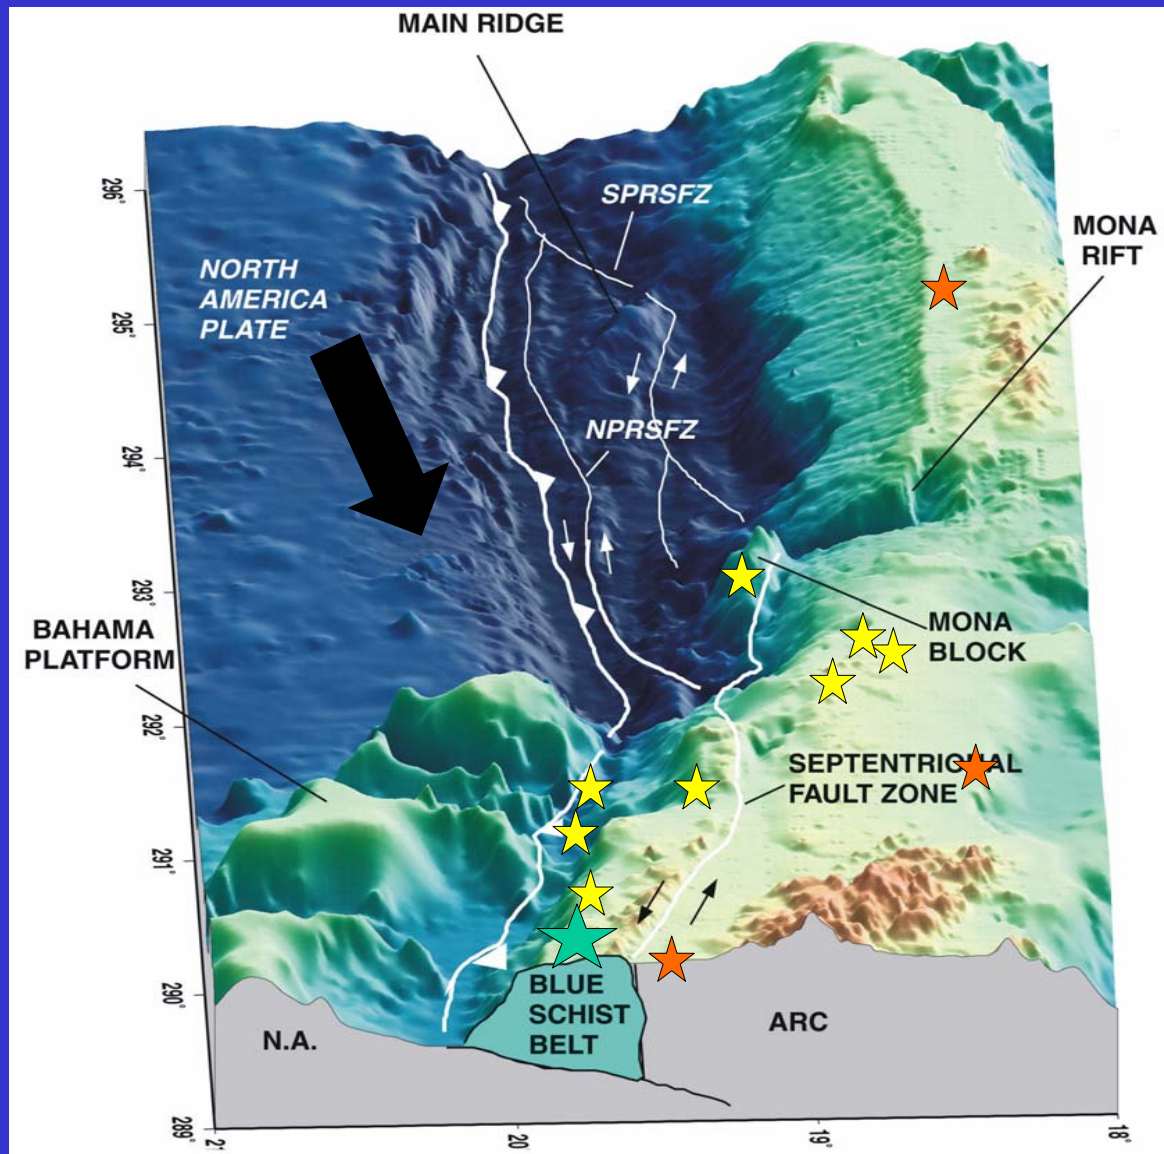 MAIN RIDGE
SPRSFZ
MONA
RIFT
NORTH
AMERICA
PLATE
296°
295°
NPRSFZ
294°
293°
BAHAMA
PLATFORM
MONA
BLOCK
292°
SEPTENTRIONAL
FAULT ZONE
291°
290°
BLUE
SCHIST
BELT
N.A.
ARC
289°
20
19°
18°